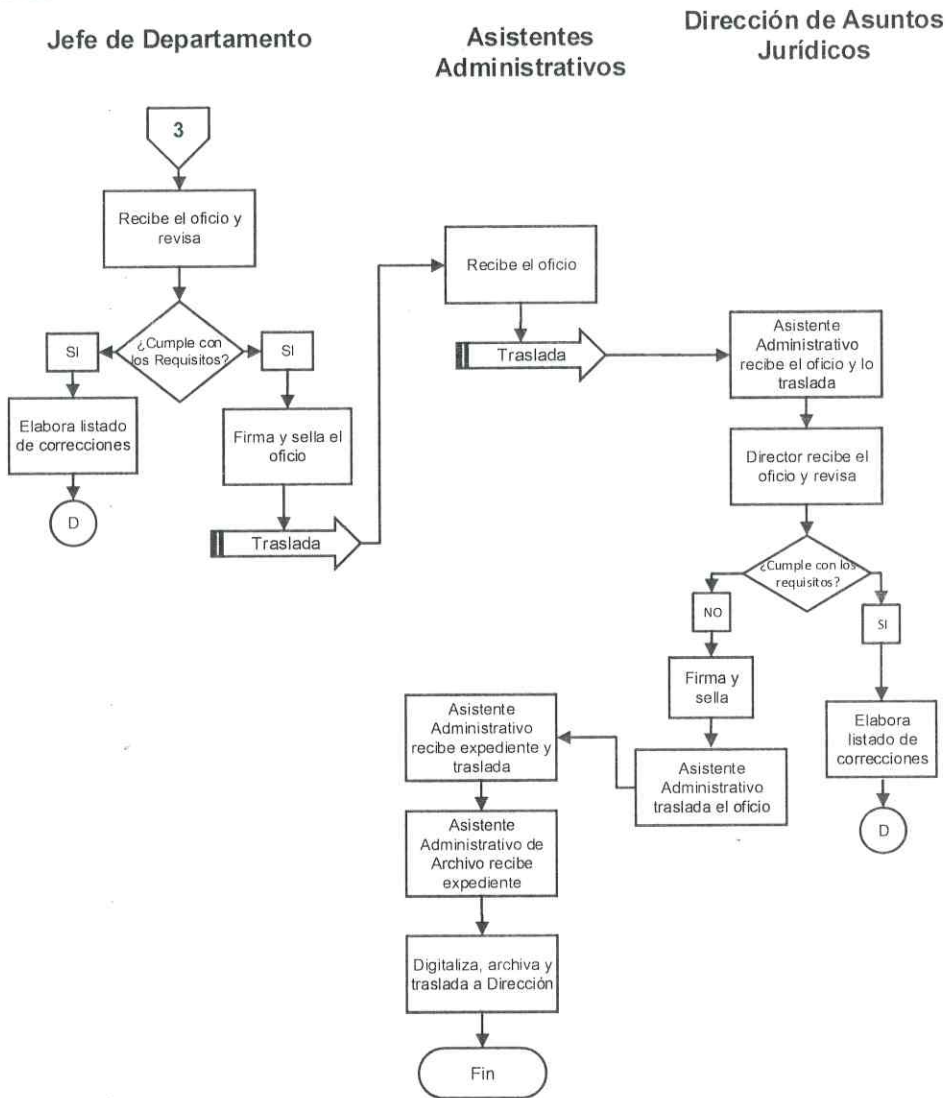 Jefe de Departamento
Asistentes
Administrativos
Dirección de Asuntos
Jurídicos
3
Recibe el oficio y
revisa
¿Cumple con
los Requisitos?
SI
SI
Elabora listado
de correcciones
D
Firma y sella el
oficio
Traslada
Recibe el oficio
Traslada
Asistente
Administrativo
recibe el oficio y lo
traslada
Director recibe el
oficio y revisa
¿Cumple con los
requisitos?
NO
SI
Firma y
sella
Elabora
listado de
correcciones
D
Asistente
Administrativo
traslada el oficio
Asistente
Administrativo
recibe expediente y
traslada
Asistente
Administrativo de
Archivo recibe
expediente
Digitaliza, archiva y
traslada a Dirección
Fin